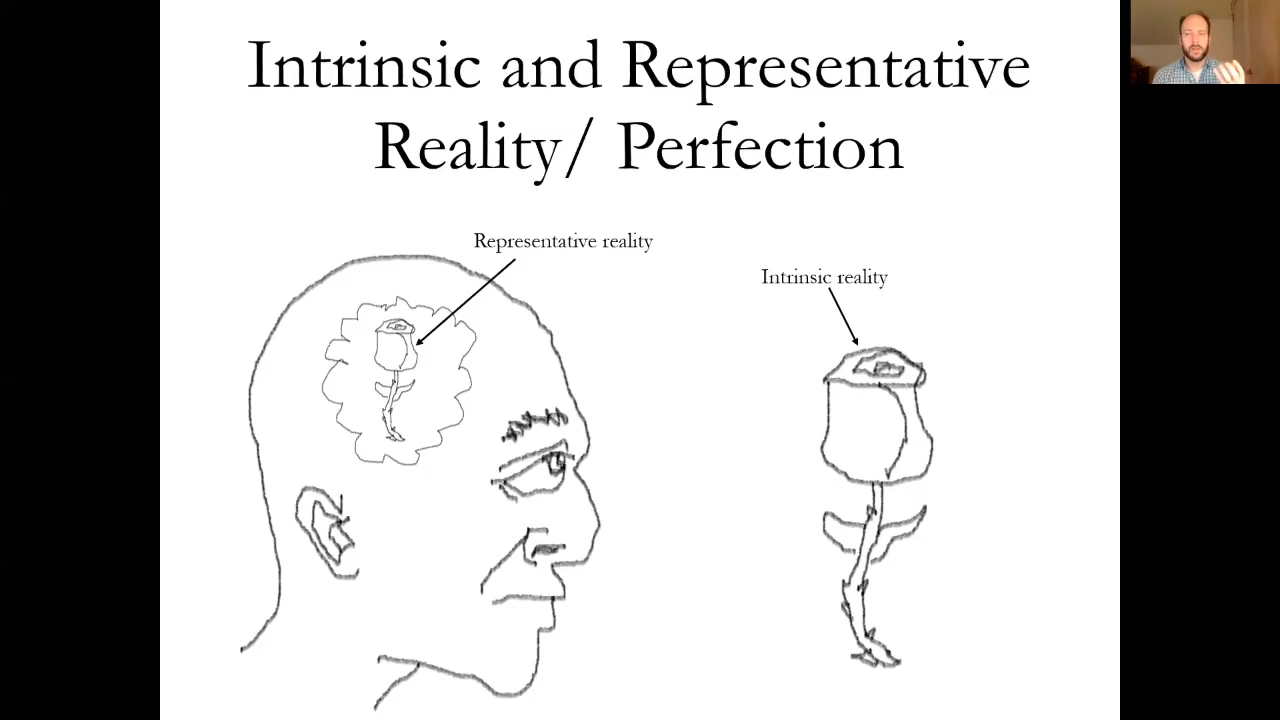 Intrinsic and Representative
Reality/ Perfection
Representative reality
Intrinsic reality